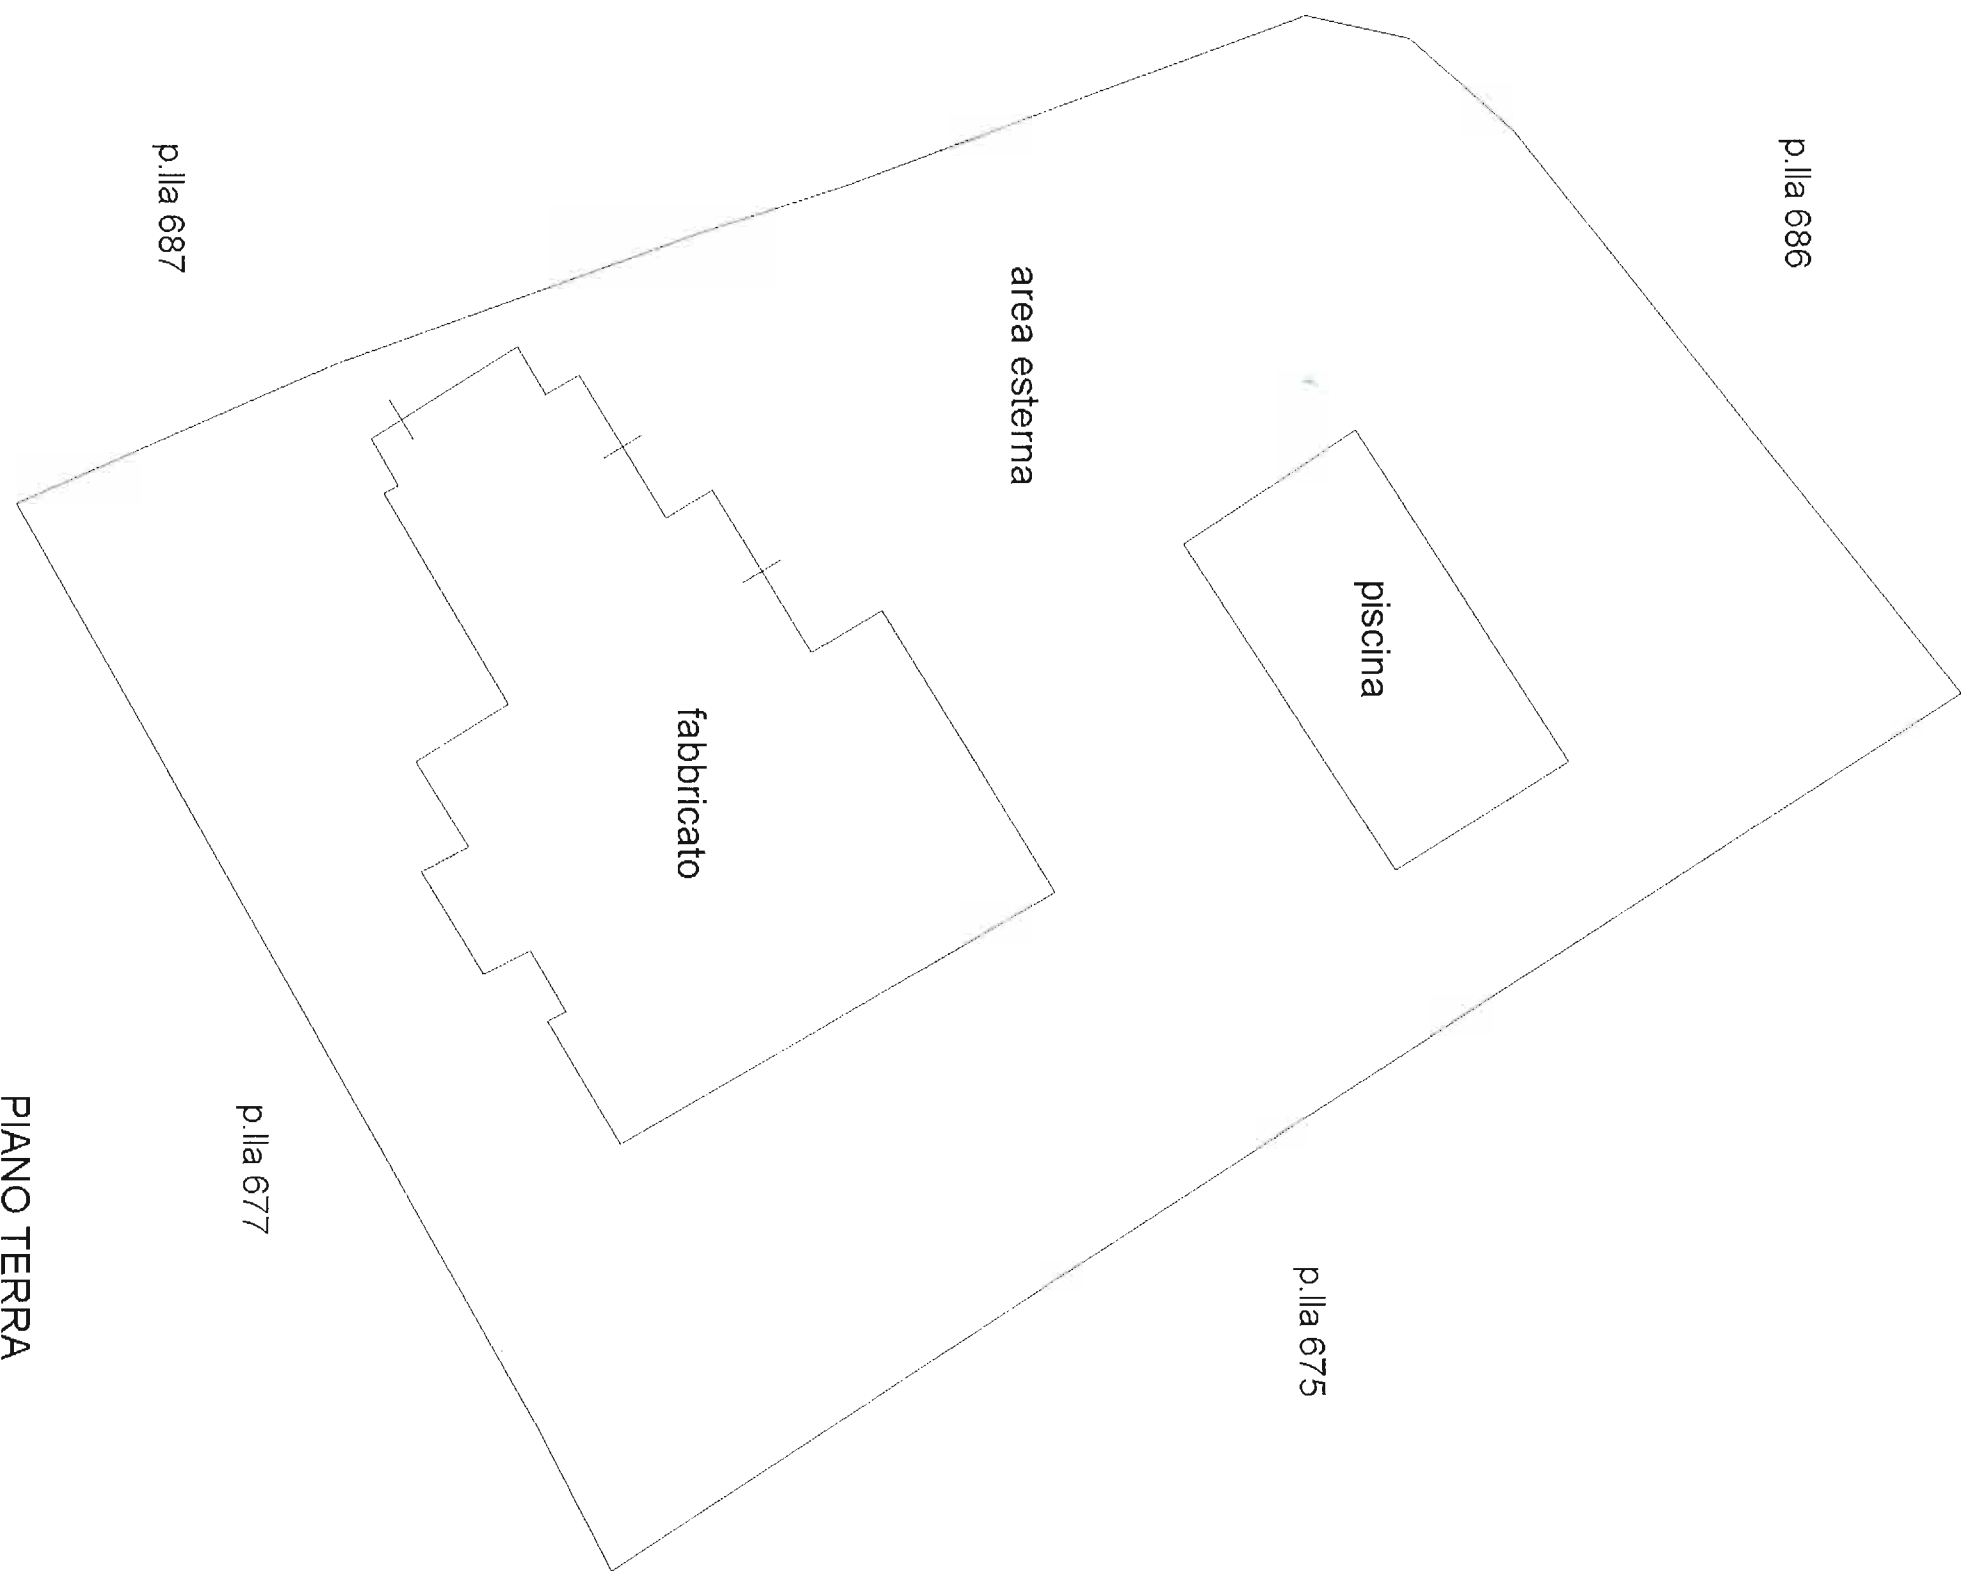 p.lla 686
p.lla 675
piscina
area esterna
fabbricato
p.lla 677
p.lla 687
PIANO TERRA